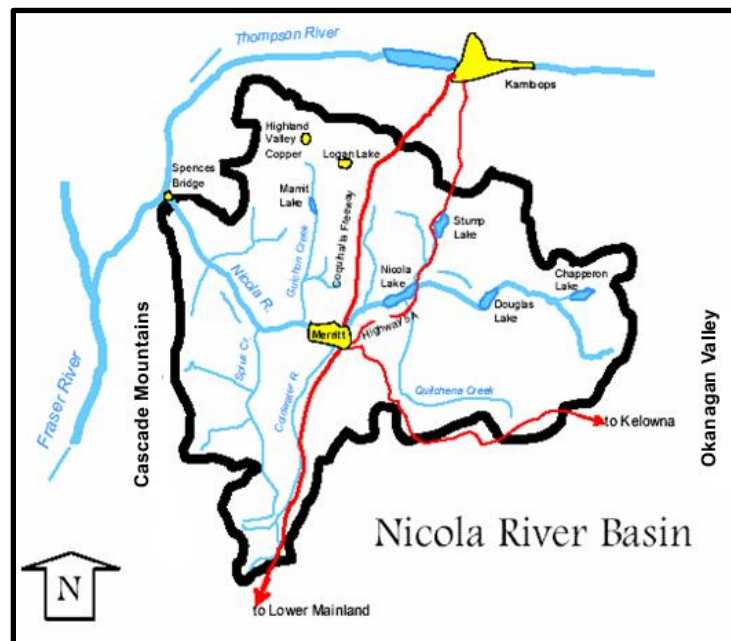 Thompson River
Kambops
Highland
Valley
Copper
Logan Lake
Spences
Bridge
Mamit
Lake
Guichon Creek
Coquihalla Freeway
Stump
Lake
Nicola R.
Nicola
Lake
Chapperon
Lake
Douglas
Lake
Merritt
Highway 5A
Spius Cr.
Coldwater R.
Quilchena Creek
Fraser River
Cascade Mountains
Okanagan Valley
to Kelowna
Nicola River Basin
N
to Lower Mainland